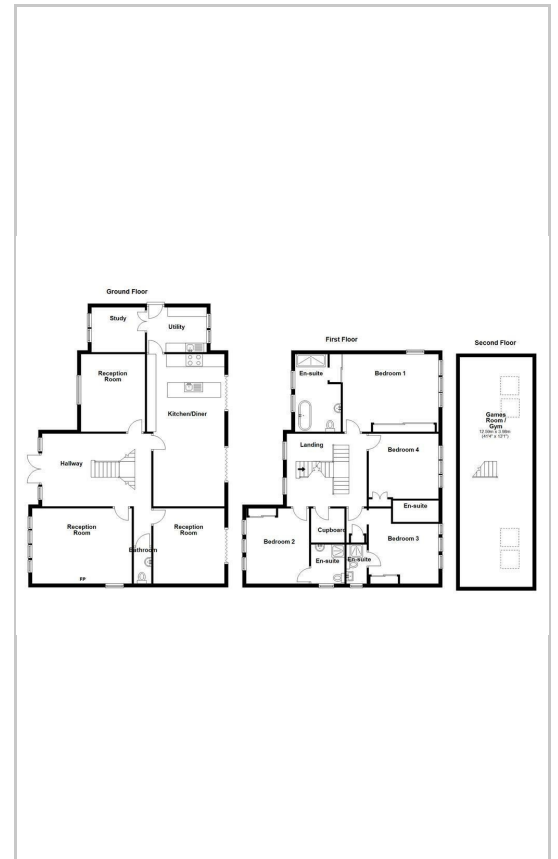 Ground Floor
Study
Utility
Reception
Room
Kitchen/Diner
Hallway
Reception
Room
Bathroom
Reception
Room
FP
First Floor
En-suite
Bedroom 1
Landing
Bedroom 4
En-suite
Cupboard
Bedroom 2
Bedroom 3
En-suite
En-suite
Second Floor
Games
Room /
Gym